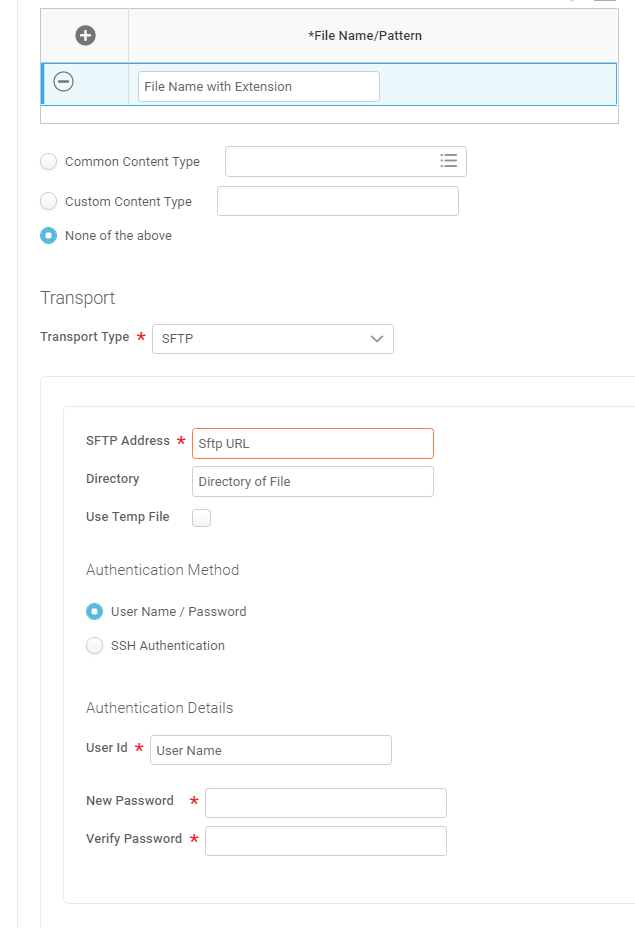 *File Name/Pattern
File Name with Extension
Common Content Type
Custom Content Type
None of the above
Transport
Transport Type * SFTP
SFTP Address * Sftp URL
Directory Directory of File
Use Temp File
Authentication Method
User Name / Password
SSH Authentication
Authentication Details
User Id * User Name
New Password *
Verify Password *